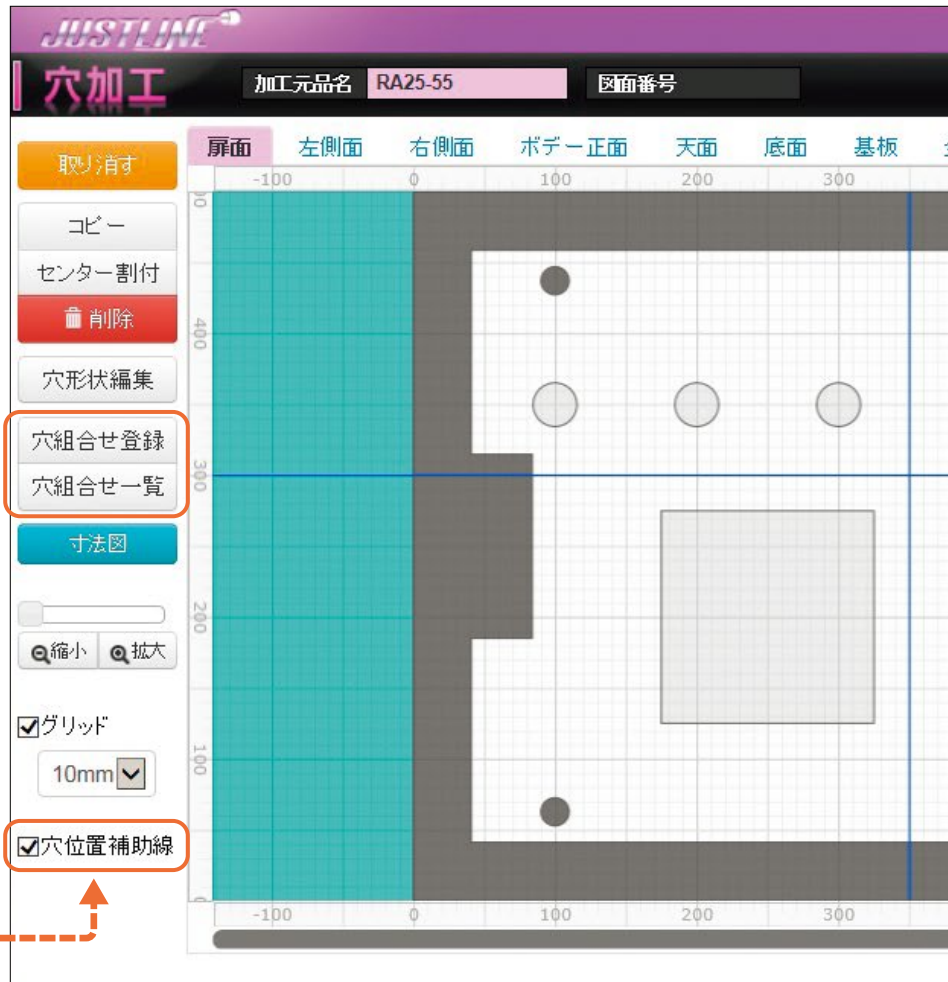 JUSTLINE
穴加工
加工元品名 RA25-55 図面番号
扉面 左側面 右側面 ボデー正面 天面 底面 基板
取り消す
コピー
センター割付
削除
穴形状編集
穴組合せ登録
穴組合せ一覧
寸法図
縮小 拡大
グリッド
10mm
穴位置補助線
-100 0 100 200 300
400
300
200
100
-100 0 100 200 300